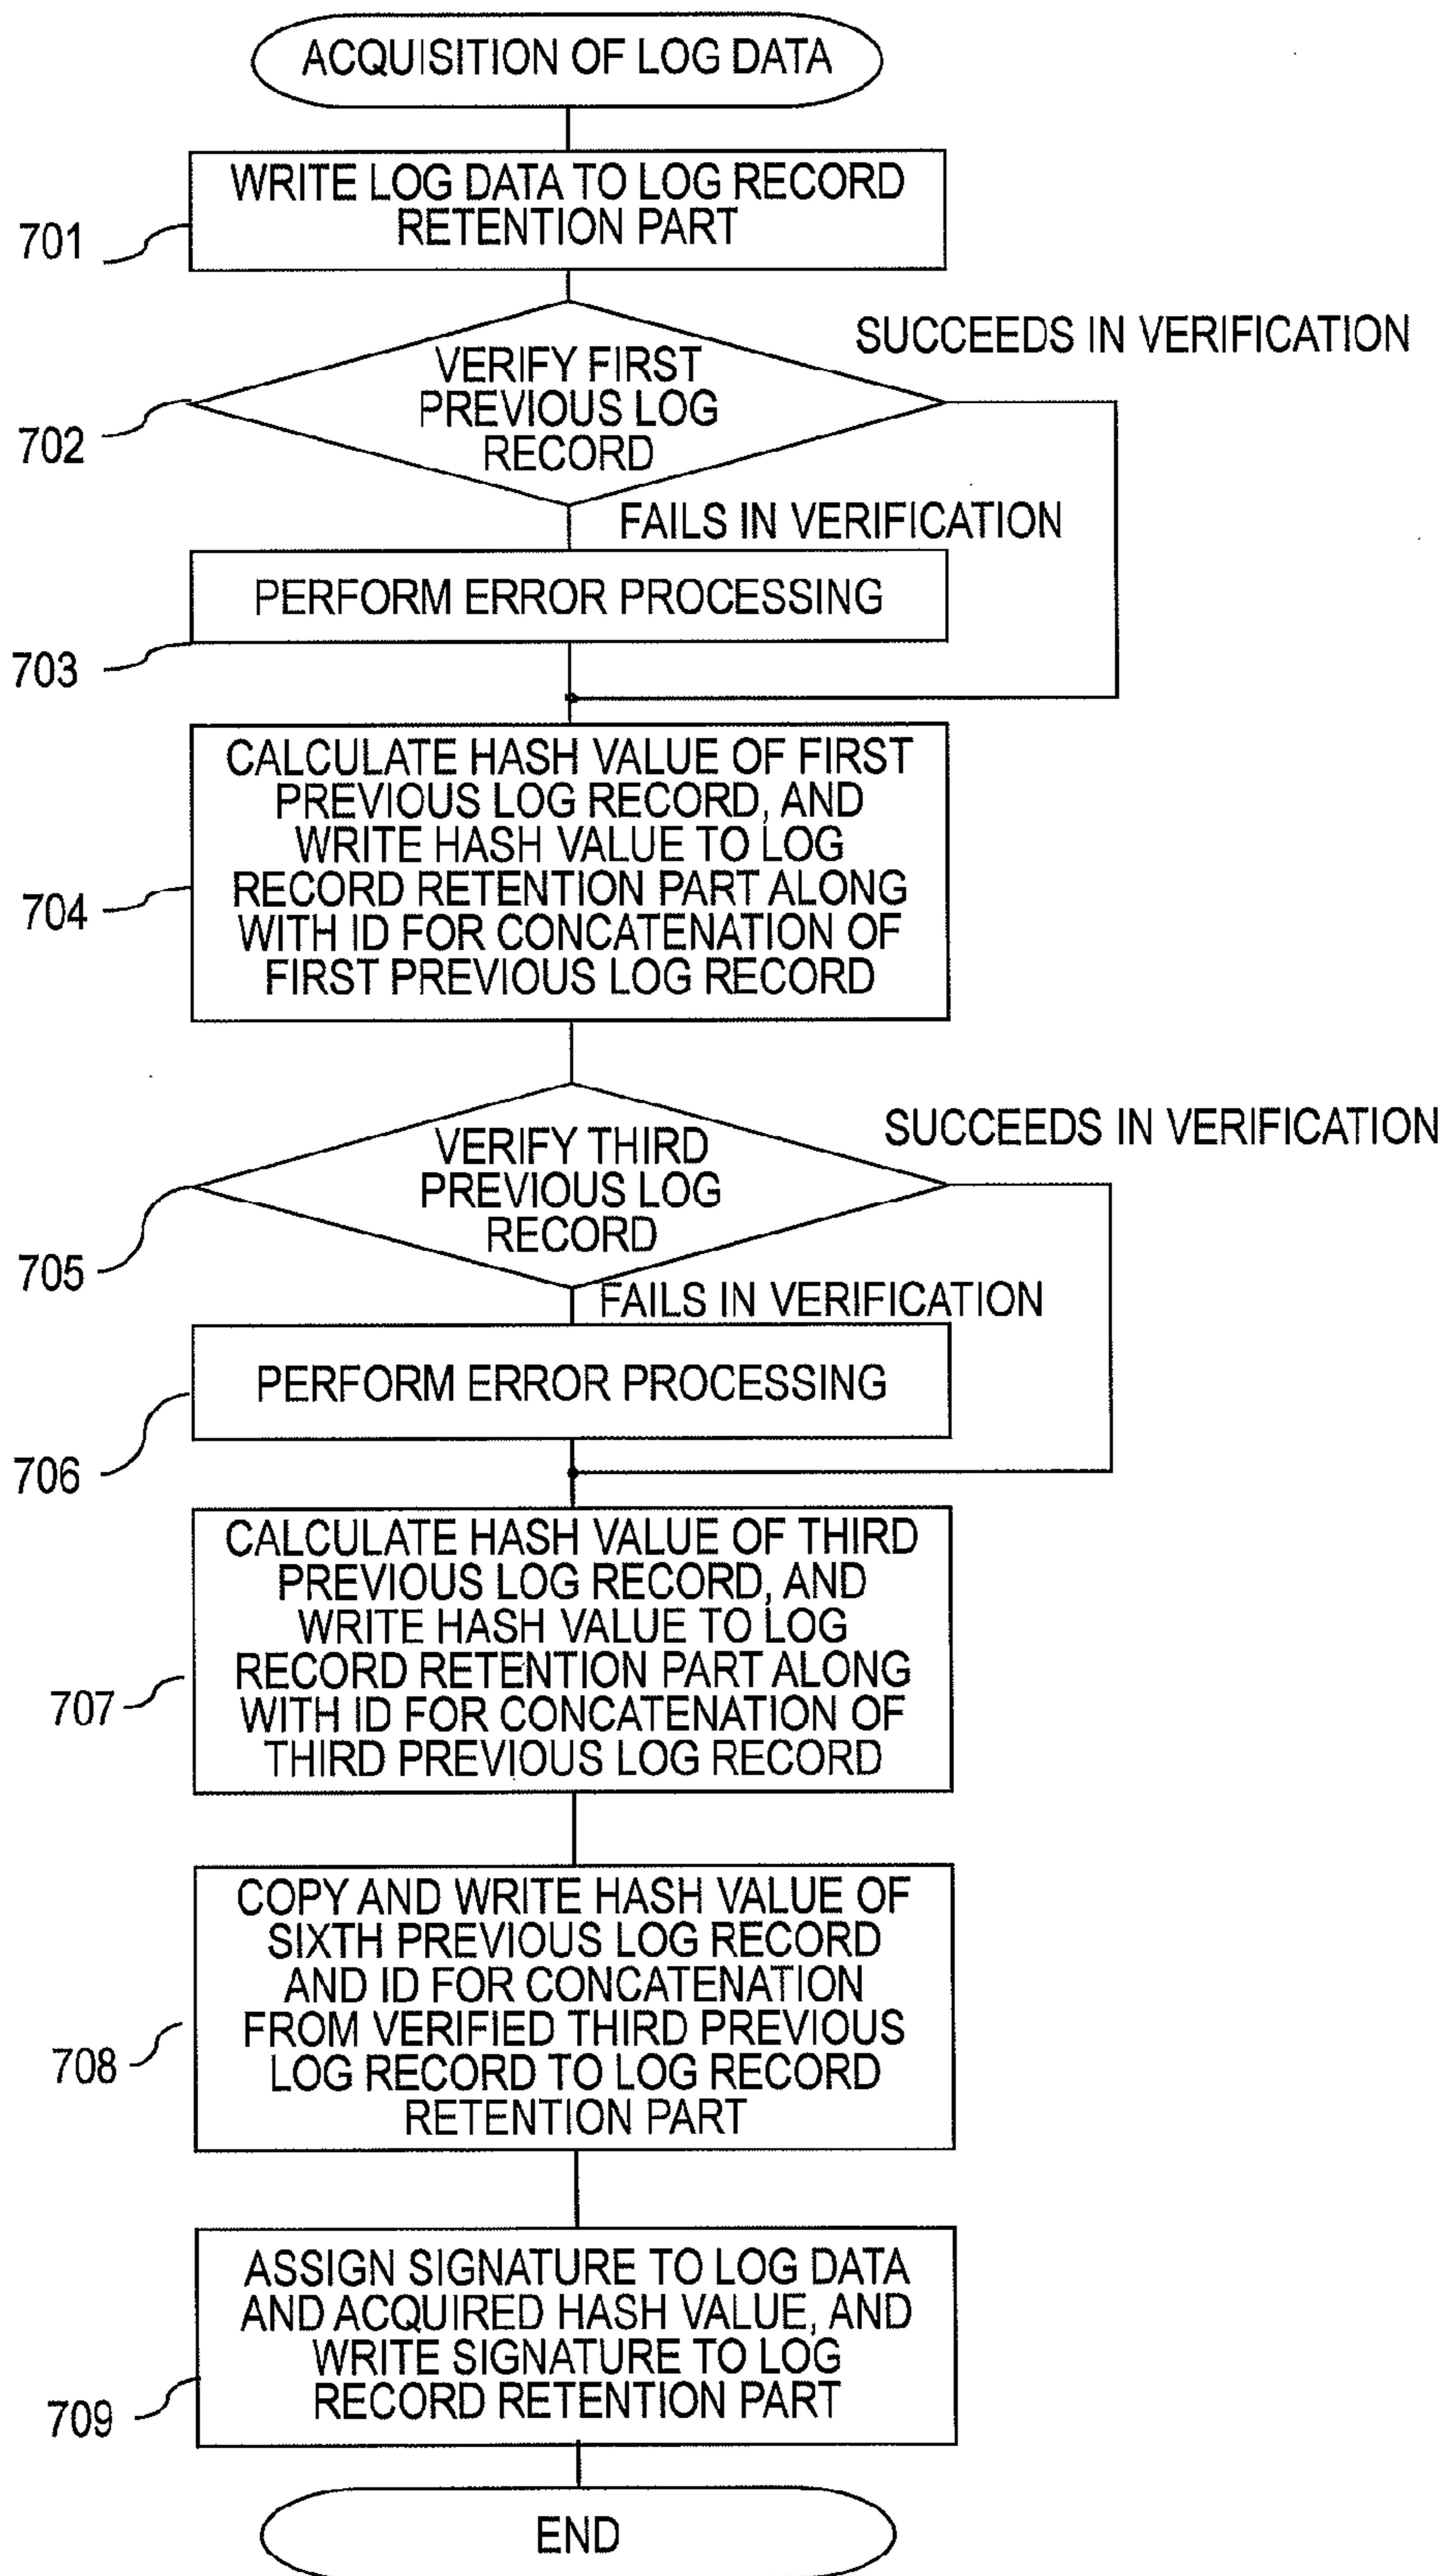 ACQUISITION OF LOG DATA
WRITE LOG DATA TO LOG RECORD
RETENTION PART
701
SUCCEEDS IN VERIFICATION
VERIFY FIRST
PREVIOUS LOG
RECORD
702
FAILS IN VERIFICATION
PERFORM ERROR PROCESSING
703
CALCULATE HASH VALUE OF FIRST
PREVIOUS LOG RECORD, AND
WRITE HASH VALUE TO LOG
RECORD RETENTION PART ALONG
WITH ID FOR CONCATENATION OF
FIRST PREVIOUS LOG RECORD
704
SUCCEEDS IN VERIFICATION
VERIFY THIRD
PREVIOUS LOG
RECORD
705
FAILS IN VERIFICATION
PERFORM ERROR PROCESSING
706
CALCULATE HASH VALUE OF THIRD
PREVIOUS LOG RECORD, AND
WRITE HASH VALUE TO LOG
RECORD RETENTION PART ALONG
WITH ID FOR CONCATENATION OF
THIRD PREVIOUS LOG RECORD
707
COPY AND WRITE HASH VALUE OF
SIXTH PREVIOUS LOG RECORD
AND ID FOR CONCATENATION
FROM VERIFIED THIRD PREVIOUS
LOG RECORD TO LOG RECORD
RETENTION PART
708
ASSIGN SIGNATURE TO LOG DATA
AND ACQUIRED HASH VALUE, AND
WRITE SIGNATURE TO LOG
RECORD RETENTION PART
709
END